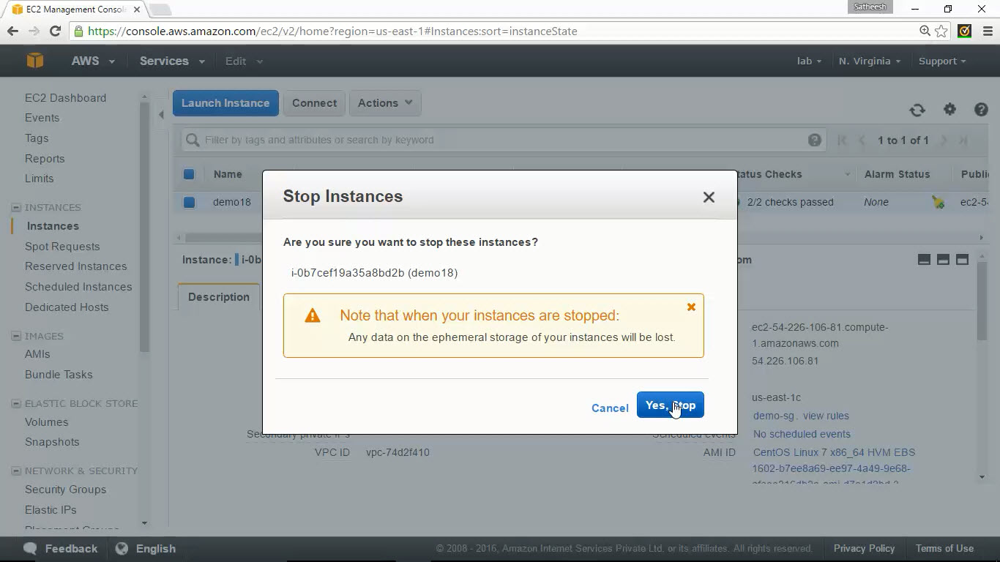 EC2 Management Consol
Satheesh
https://console.aws.amazon.com/ec2/v2/home?region=us-east-1#Instances:sort=instanceState
AWS Services Edit lab N. Virginia Support
EC2 Dashboard
Events
Tags
Reports
Limits
INSTANCES
Instances
Spot Requests
Reserved Instances
Scheduled Instances
Dedicated Hosts
IMAGES
AMIs
Bundle Tasks
ELASTIC BLOCK STORE
Volumes
Snapshots
NETWORK & SECURITY
Security Groups
Elastic IPs
Launch Instance Connect Actions
Filter by tags and attributes or search by keyword
1 to 1 of 1
Name tatus Checks Alarm Status Publi
demo18 2/2 checks passed None ec2-5
Instance: i-0b om
Description
Stop Instances
Are you sure you want to stop these instances?
i-0b7cef19a35a8bd2b (demo18)
Note that when your instances are stopped:
Any data on the ephemeral storage of your instances will be lost.
Cancel Yes, Stop
ec2-54-226-106-81.compute-
1.amazonaws.com
54.226.106.81
us-east-1c
demo-sg. view rules
Secondary private IPs Scheduled events No scheduled events
VPC ID vpc-74d2f410 AMI ID CentOS Linux 7 x86_64 HVM EBS
1602-b7ee8a69-ee97-4a49-9e68-
Feedback English © 2008 - 2016, Amazon Internet Services Private Ltd. or its affiliates. All rights reserved. Privacy Policy Terms of Use